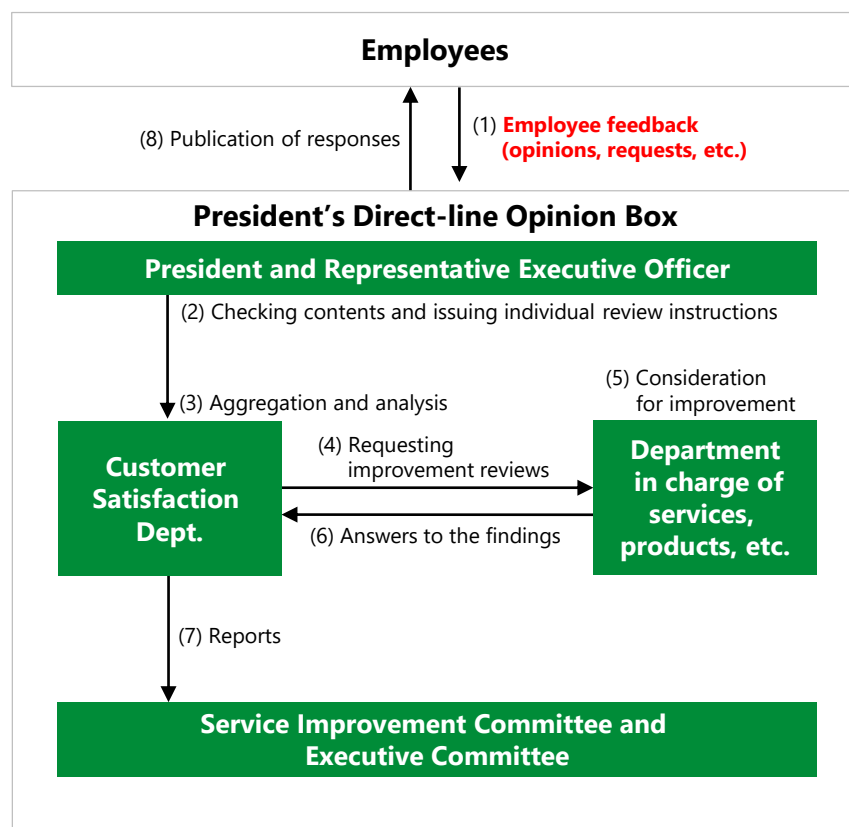 Employees
(8) Publication of responses
(1) Employee feedback
(opinions, requests, etc.)
President’s Direct-line Opinion Box
President and Representative Executive Officer
(2) Checking contents and issuing individual review instructions
(3) Aggregation and analysis
(5) Consideration
for improvement
Customer
Satisfaction
Dept.
(4) Requesting
improvement reviews
(6) Answers to the findings
Department
in charge of
services,
products, etc.
(7) Reports
Service Improvement Committee and
Executive Committee